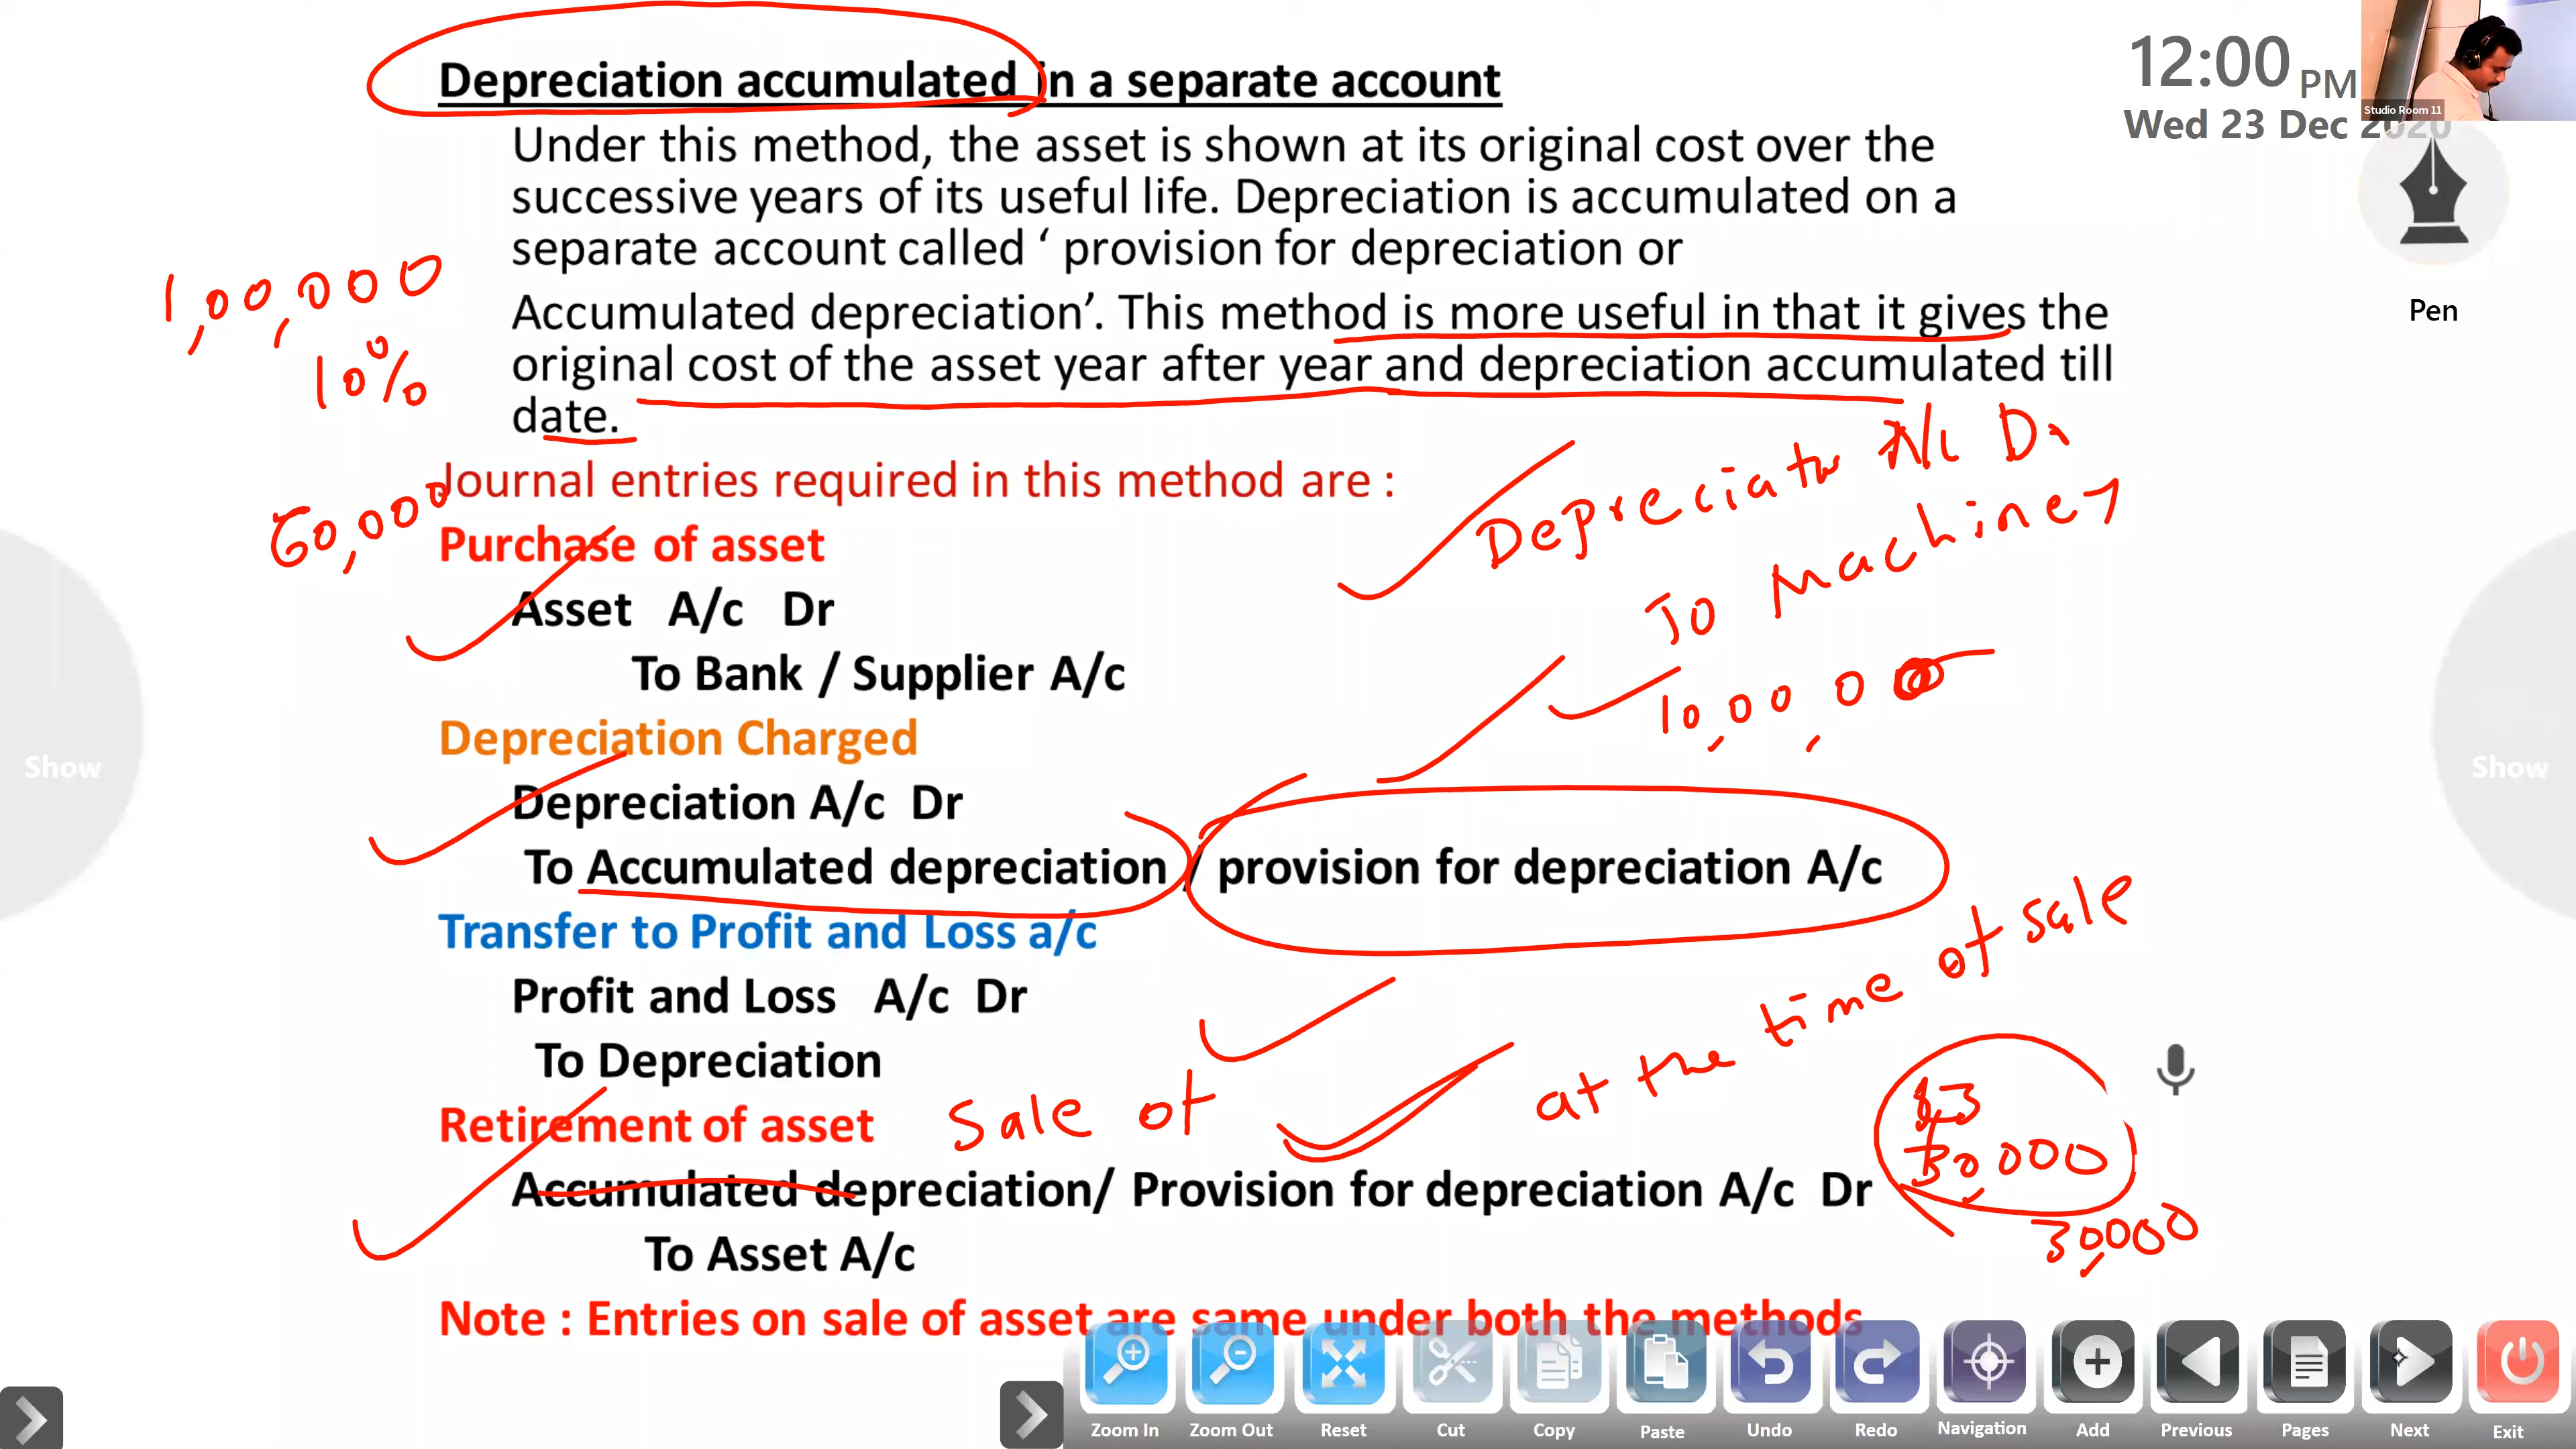 Depreciation accumulated in a separate account
Under this method, the asset is shown at its original cost over the
successive years of its useful life. Depreciation is accumulated on a
separate account called ‘ provision for depreciation or
Accumulated depreciation’. This method is more useful in that it gives the
original cost of the asset year after year and depreciation accumulated till
date.
Journal entries required in this method are :
Purchase of asset
Asset A/c Dr
To Bank / Supplier A/c
Depreciation Charged
Depreciation A/c Dr
To Accumulated depreciation / provision for depreciation A/c
Transfer to Profit and Loss a/c
Profit and Loss A/c Dr
To Depreciation
Retirement of asset
Sale of
Accumulated depreciation/ Provision for depreciation A/c Dr
To Asset A/c
Note : Entries on sale of asset are same under both the methods
1,00,000
10%
60,000
A/c Dr
To Machinery
at the time of sale
30,000
12:00 PM
Wed 23 Dec 2020
Studio Room 11
Pen
Show
Show
Zoom In
Zoom Out
Reset
Cut
Copy
Paste
Undo
Redo
Navigation
Add
Previous
Pages
Next
Exit